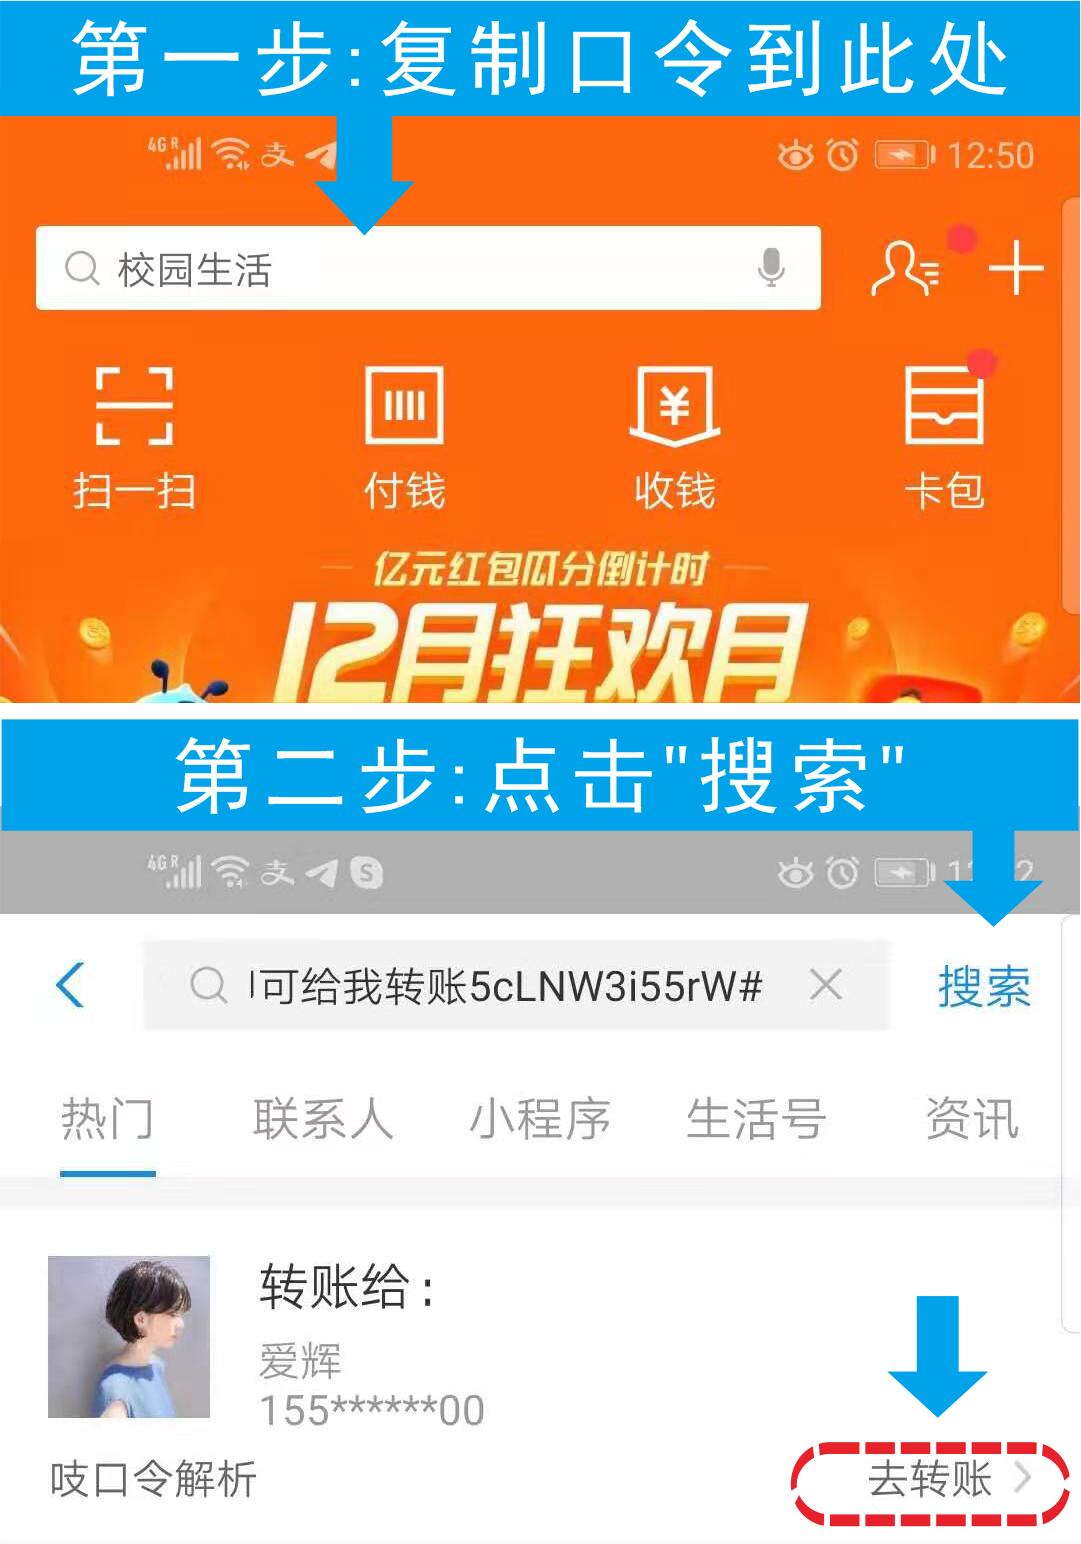 第一步:复制口令到此处
4G R 支 12:50
校园生活
扫一扫 付钱 收钱 卡包
亿元红包瓜分倒计时
12月狂欢月
第二步:点击"搜索"
4G R 支 S
可给我转账5cLNW3i55rW# 搜索
热门 联系人 小程序 生活号 资讯
转账给:
爱辉
155******00
吱口令解析 去转账